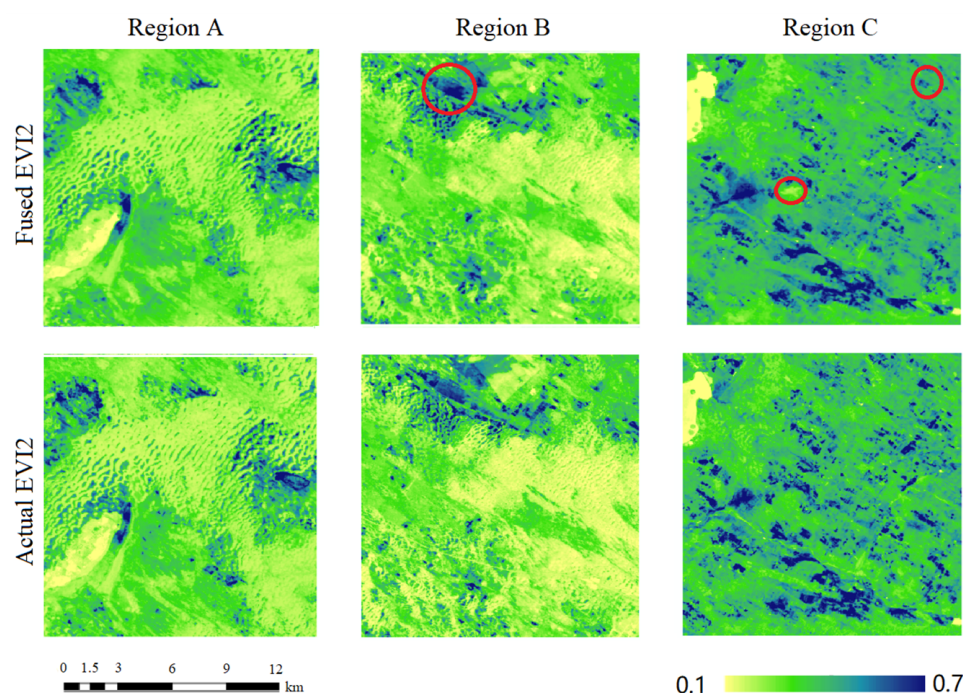 Region A Region B Region C
Fused EVI2
Actual EVI2
0 1.5 3 6 9 12
km
0.1 0.7